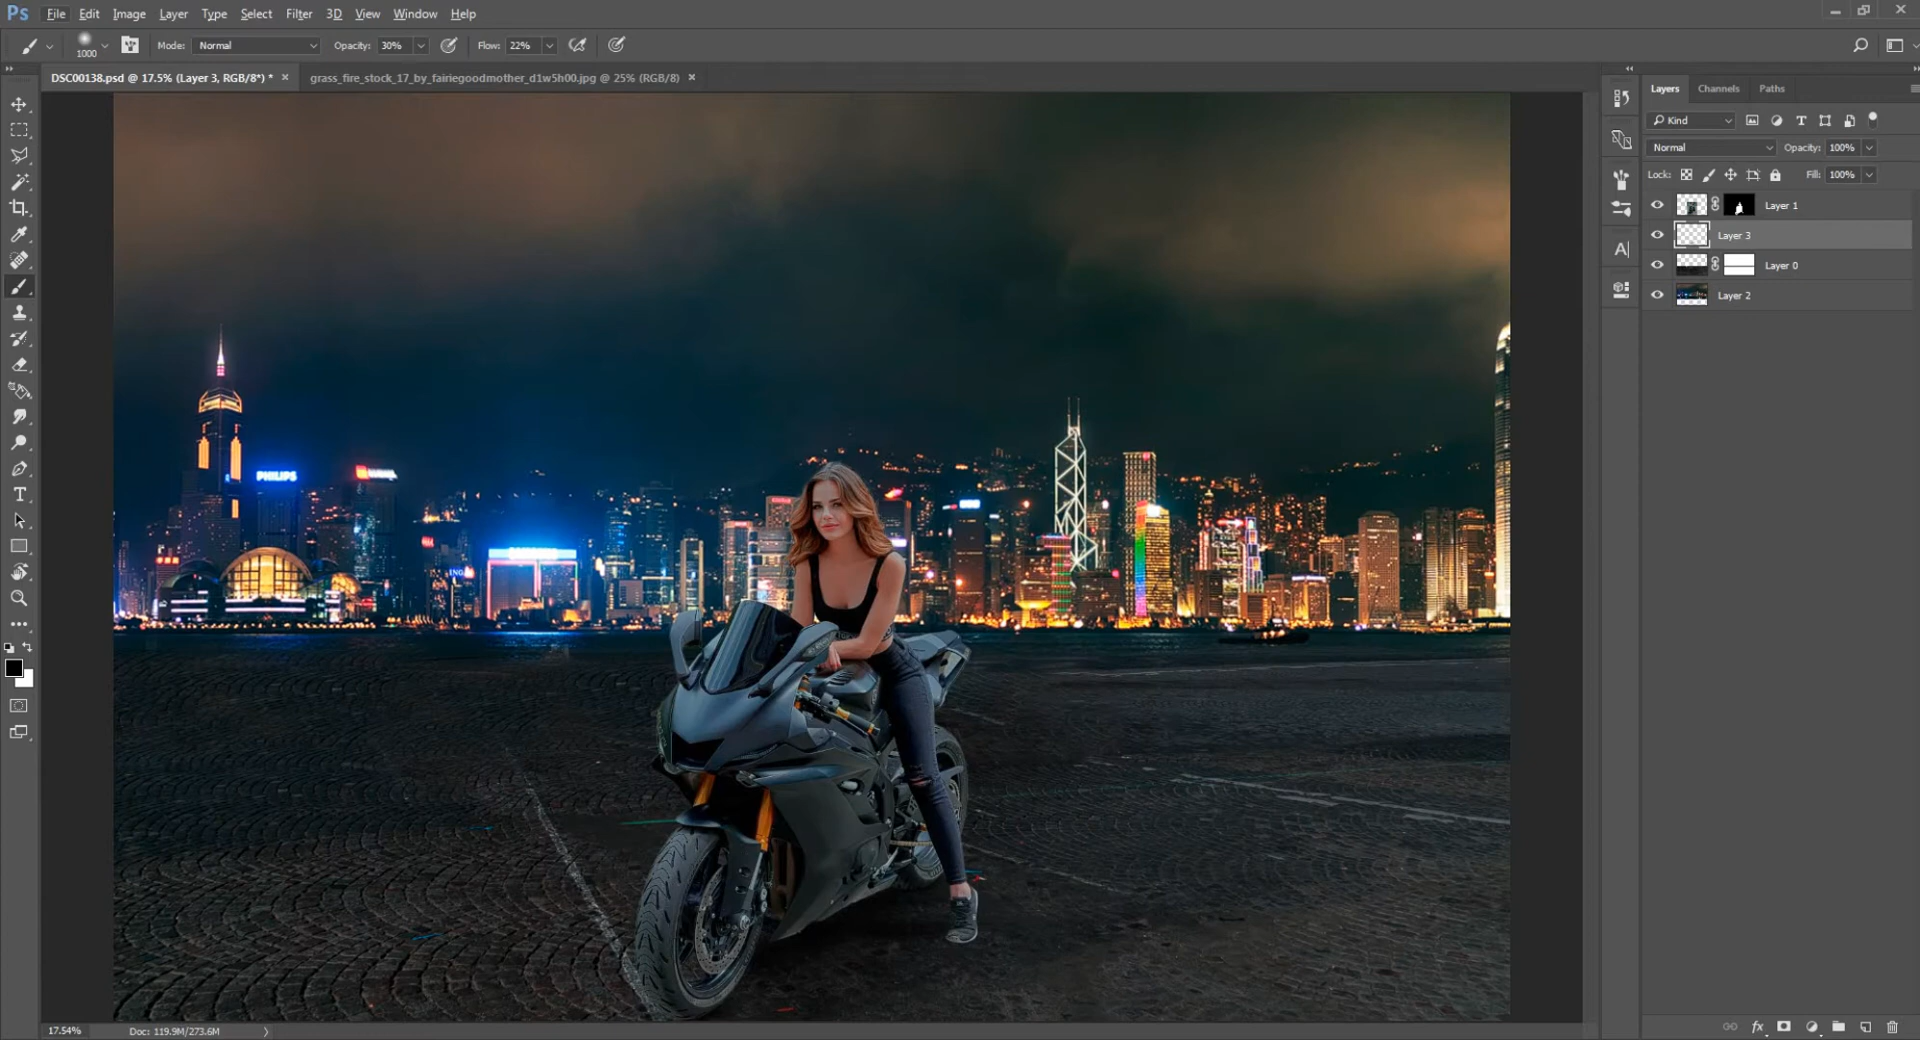 Ps File Edit Image Layer Type Select Filter 3D View Window Help
1000 Mode: Normal Opacity: 30% Flow: 22%
DSC00138.psd @ 17.5% (Layer 3, RGB/8*) * × grass_fire_stock_17_by_fairiegoodmother_d1w5h00.jpg @ 25% (RGB/8) ×
Layers Channels Paths
Kind
Normal Opacity: 100%
Lock: Fill: 100%
Layer 1
Layer 3
Layer 0
Layer 2
PHILIPS
ING
17.54% Doc: 119.9M/273.6M
fx